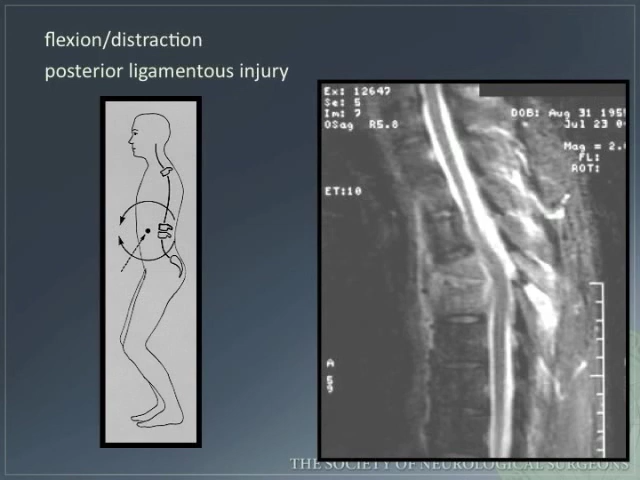 flexion/distraction
posterior ligamentous injury
Ex: 12647
Se: 5
Im: 7
OSag R5.8
DOB: Aug 31 195
Jul 23 0
Mag = 2.
FL:
ROT:
ET:10
A
THE SOCIETY OF NEUROLOGICAL SURGEONS